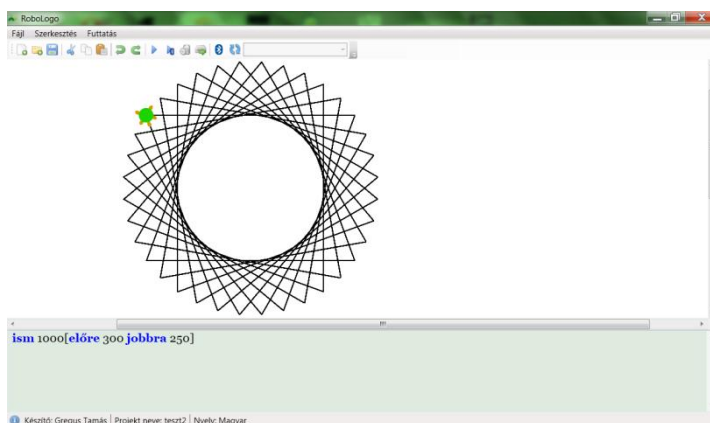 RoboLogo
Fájl Szerkesztés Futtatás
ism 1000[előre 300 jobbra 250]
Készítő: Gregus Tamás | Projekt neve: teszt2 | Nyelv: Magyar